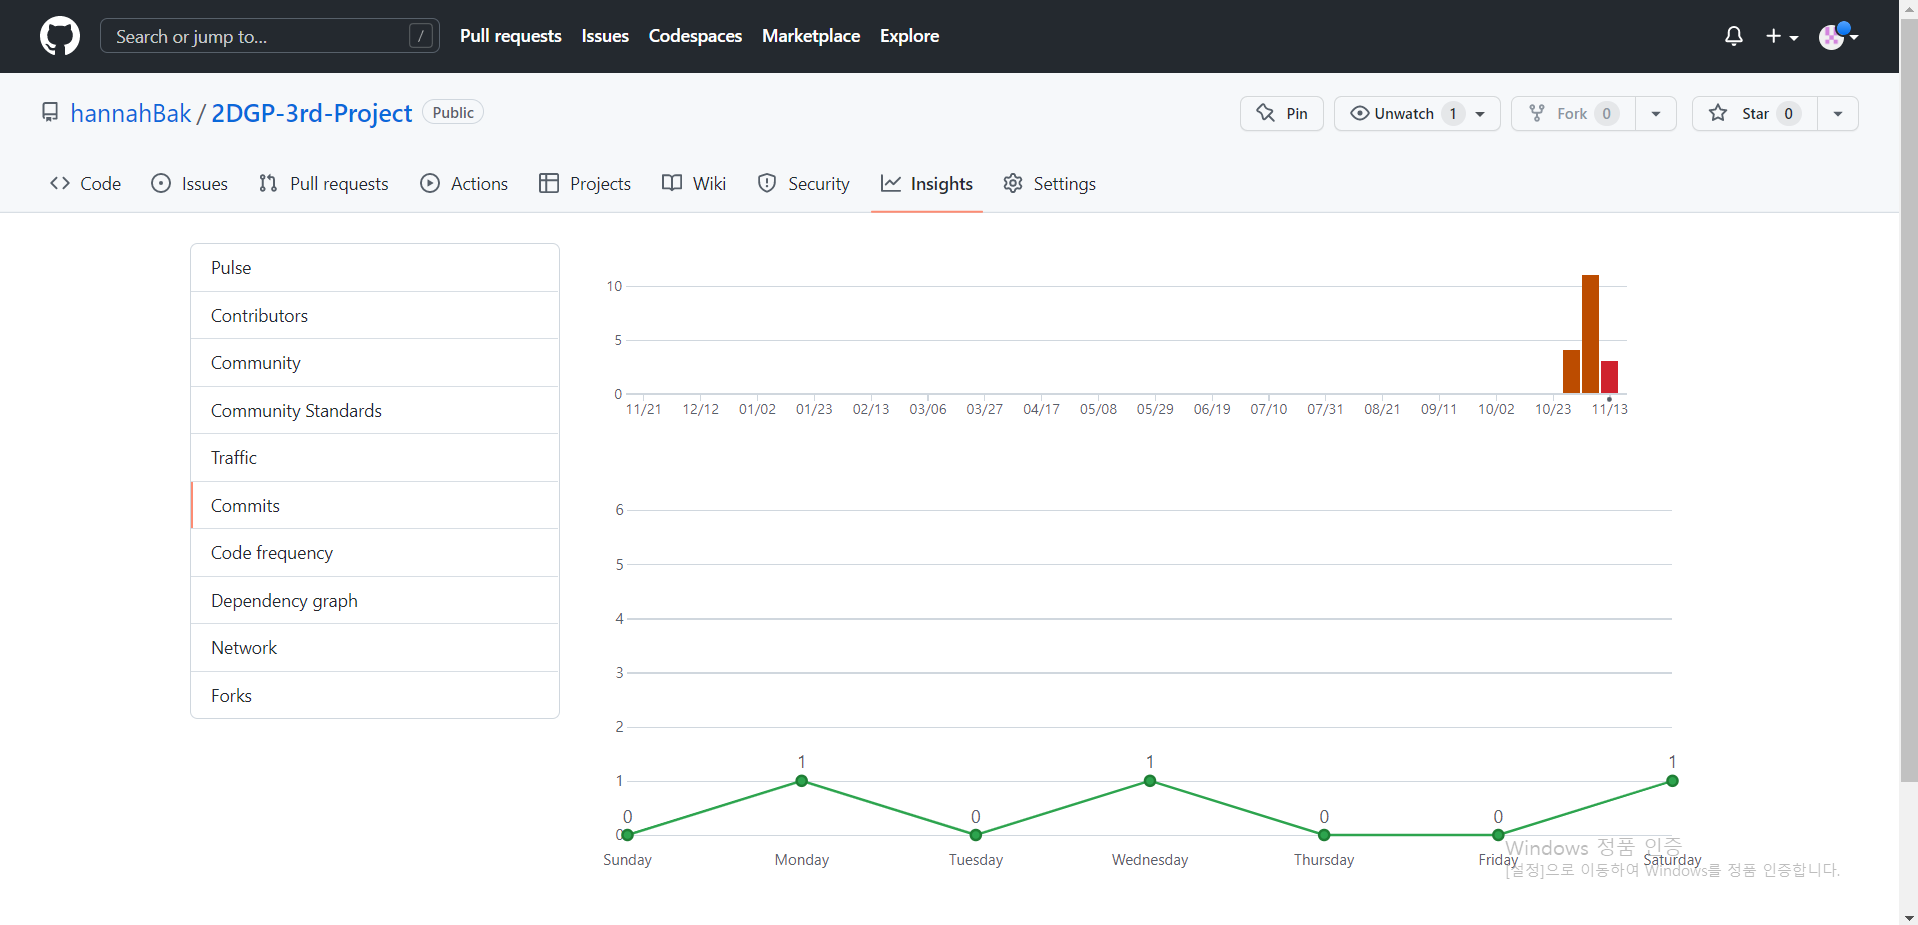 Search or jump to... /
Pull requests Issues Codespaces Marketplace Explore
hannahBak / 2DGP-3rd-Project Public
Pin Unwatch 1 Fork 0 Star 0
Code Issues Pull requests Actions Projects Wiki Security Insights Settings
Pulse
Contributors
Community
Community Standards
Traffic
Commits
Code frequency
Dependency graph
Network
Forks
10
5
0
11/21 12/12 01/02 01/23 02/13 03/06 03/27 04/17 05/08 05/29 06/19 07/10 07/31 08/21 09/11 10/02 10/23 11/13
6
5
4
3
2
1
0
0 1 0 1 0 0 1
Sunday Monday Tuesday Wednesday Thursday Friday Saturday
Windows 정품 인증
[설정]으로 이동하여 Windows를 정품 인증합니다.